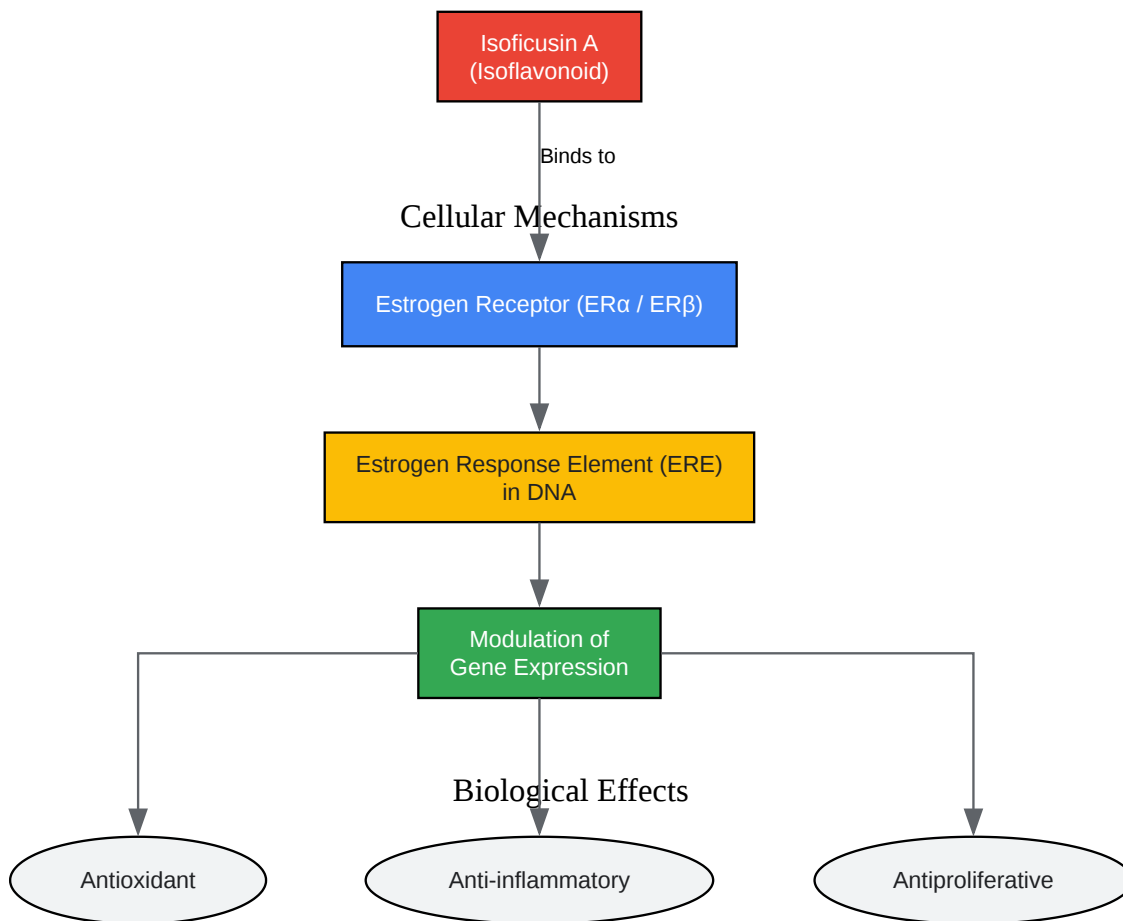 Isoficusin A
(Isoflavonoid)
Binds to
Cellular Mechanisms
Estrogen Receptor (ERα / ERβ)
Estrogen Response Element (ERE)
in DNA
Modulation of
Gene Expression
Biological Effects
Antioxidant
Anti-inflammatory
Antiproliferative